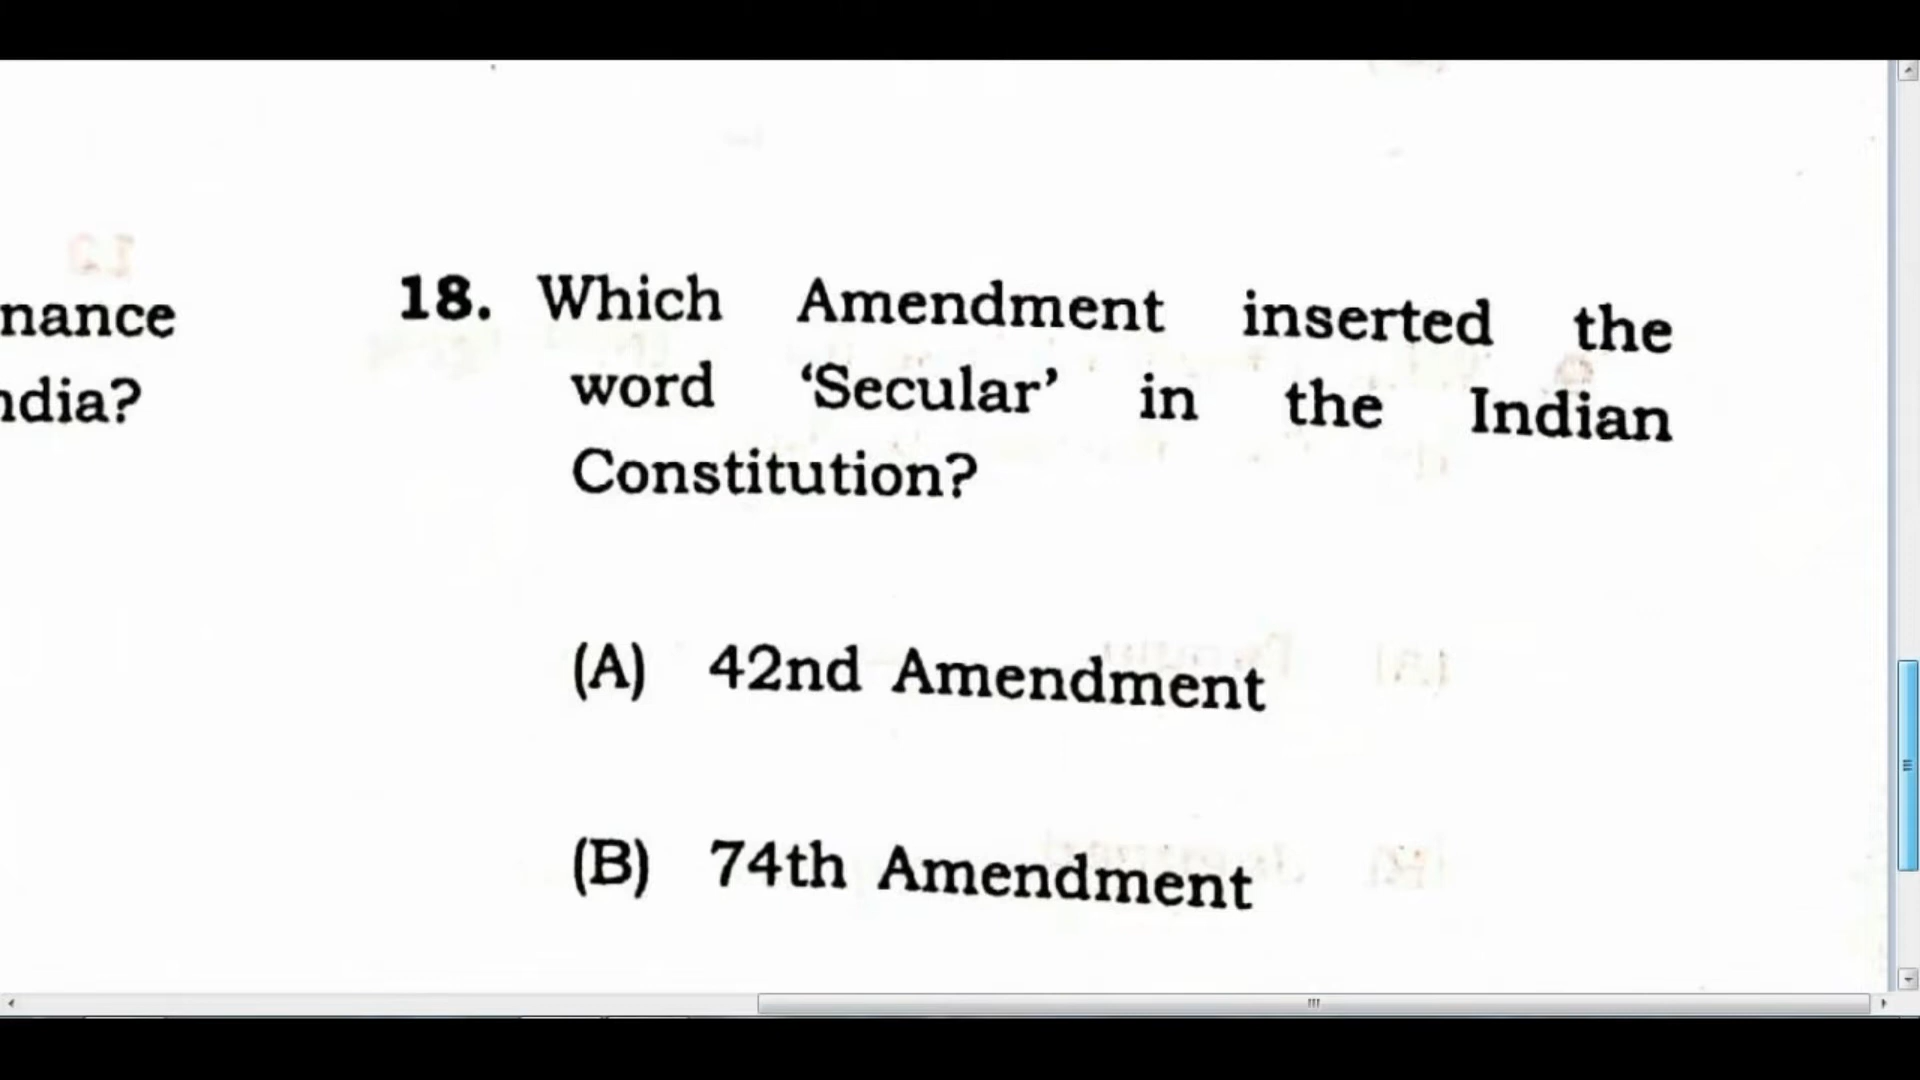 nance
ndia?
18. Which Amendment inserted the
word ‘Secular’ in the Indian
Constitution?
(A) 42nd Amendment
(B) 74th Amendment